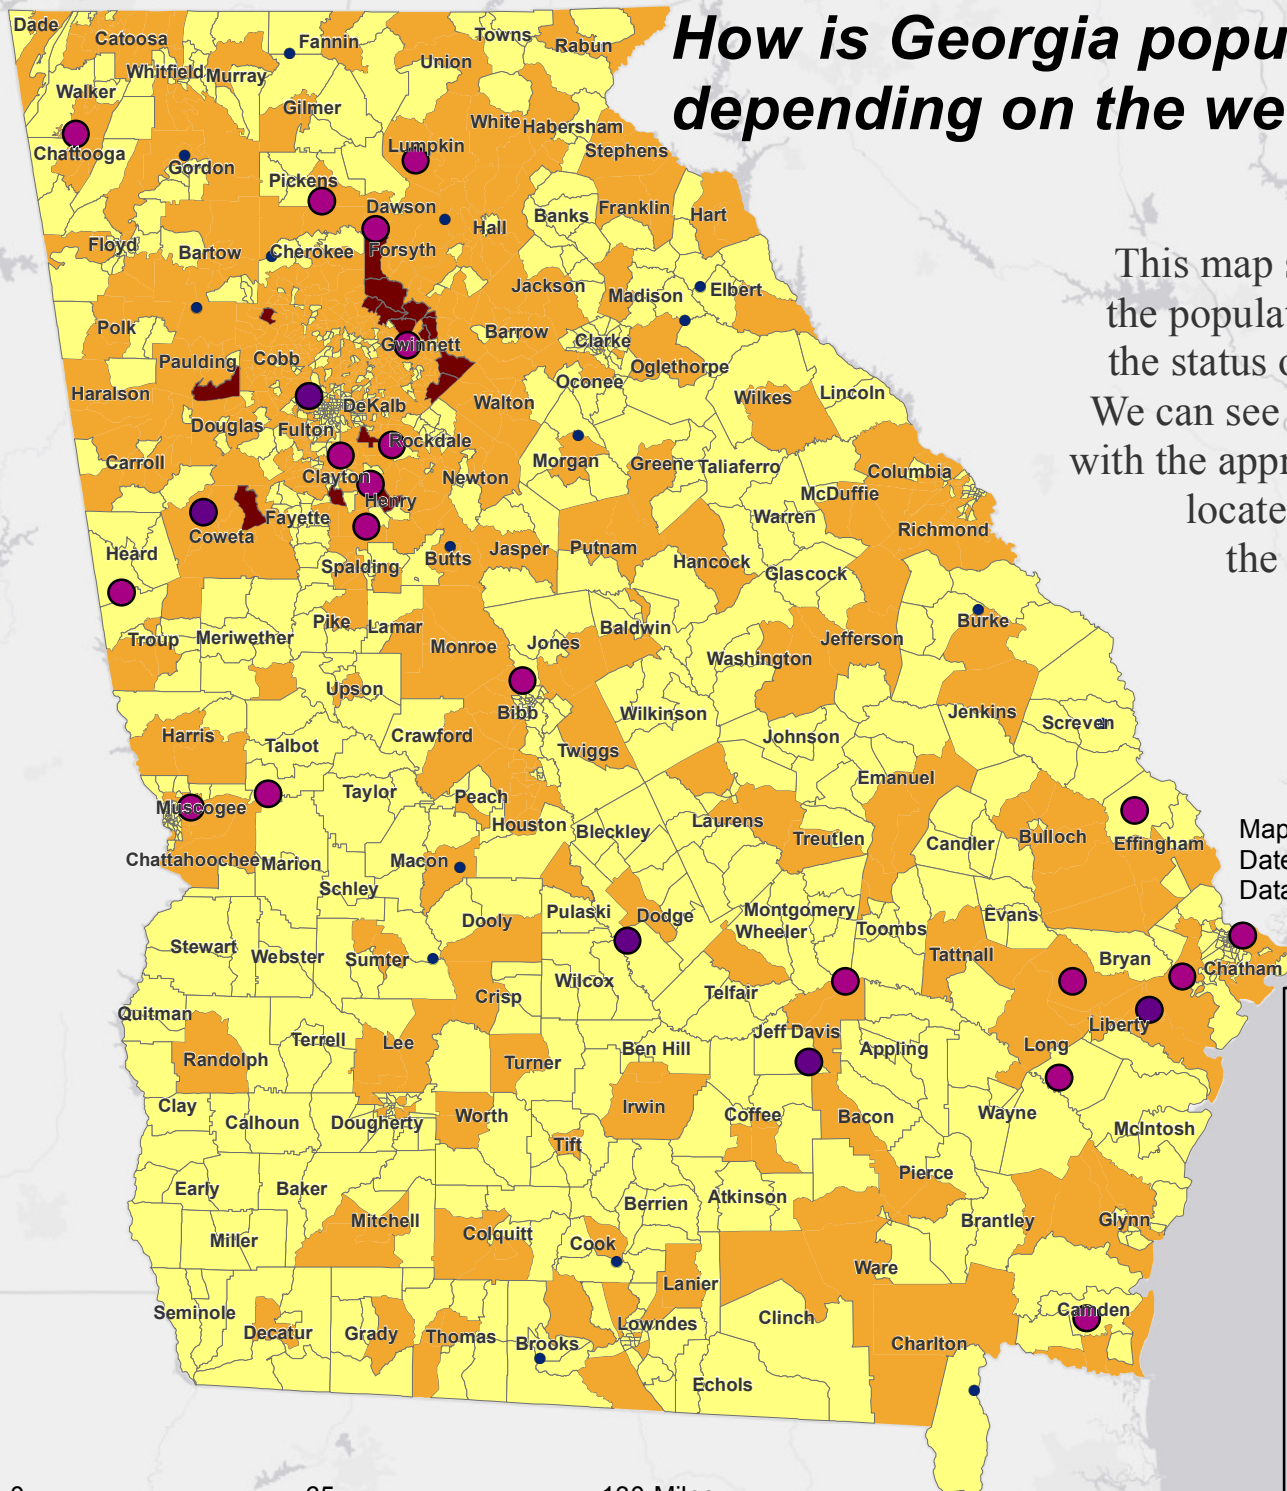 How is Georgia popu
depending on the we
This map
the popula
the status o
We can see
with the appr
locate
the
Map
Date
Data
Dade
Catoosa
Fannin
Towns
Rabun
Union
Whitfield
Murray
Walker
Gilmer
White
Habersham
Lumpkin
Stephens
Chattooga
Gordon
Pickens
Dawson
Banks
Franklin
Hart
Hall
Floyd
Bartow
Cherokee
Forsyth
Jackson
Madison
Elbert
Polk
Barrow
Clarke
Gwinnett
Paulding
Cobb
Oglethorpe
Oconee
Haralson
Wilkes
Lincoln
Walton
DeKalb
Douglas
Fulton
Rockdale
Carroll
Morgan
Greene
Taliaferro
Columbia
Clayton
Newton
McDuffie
Henry
Fayette
Warren
Richmond
Coweta
Heard
Butts
Jasper
Putnam
Spalding
Hancock
Glascock
Pike
Lamar
Baldwin
Burke
Troup
Meriwether
Monroe
Jones
Jefferson
Washington
Upson
Bibb
Wilkinson
Jenkins
Screven
Harris
Talbot
Crawford
Twiggs
Johnson
Emanuel
Muscogee
Taylor
Peach
Houston
Bleckley
Laurens
Treutlen
Candler
Bulloch
Effingham
Chattahoochee
Marion
Macon
Schley
Dooly
Pulaski
Dodge
Montgomery
Wheeler
Toombs
Evans
Stewart
Webster
Sumter
Tattnall
Bryan
Chatham
Wilcox
Telfair
Crisp
Quitman
Liberty
Jeff Davis
Terrell
Lee
Randolph
Turner
Ben Hill
Appling
Long
Clay
Calhoun
Dougherty
Worth
Irwin
Coffee
Bacon
Wayne
McIntosh
Tift
Early
Baker
Pierce
Atkinson
Berrien
Mitchell
Miller
Colquitt
Cook
Brantley
Glynn
Ware
Lanier
Seminole
Decatur
Grady
Thomas
Brooks
Lowndes
Clinch
Camden
Charlton
Echols